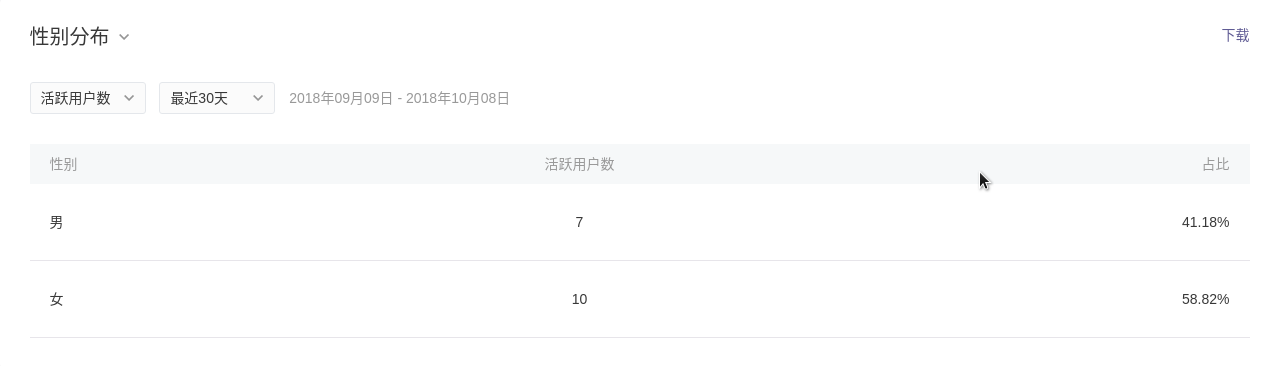 性别分布 下载
活跃用户数 最近30天 2018年09月09日 - 2018年10月08日
性别 活跃用户数 占比
男 7 41.18%
女 10 58.82%